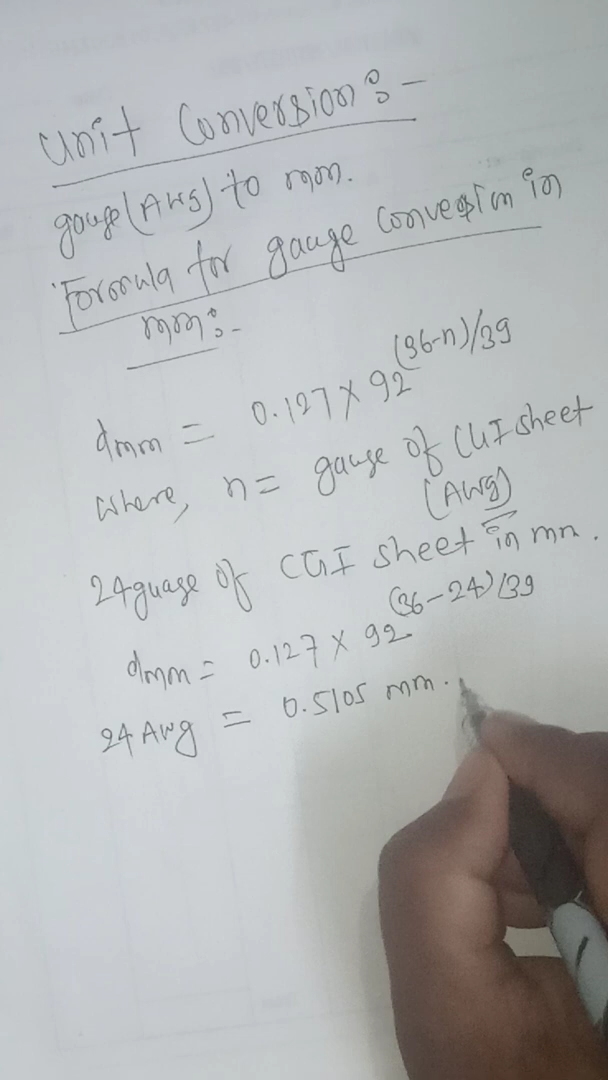 Unit Conversion:-
gauge(AWG) to mm.
Formula for gauge conversion in
mm:-
dmm = 0.127 x 92^(36-n)/39
Where, n = gauge of CGI sheet
(AWG)
24guage of CGI sheet in mm.
dmm = 0.127 x 92^(36-24)/39
24 AWg = 0.5105 mm.